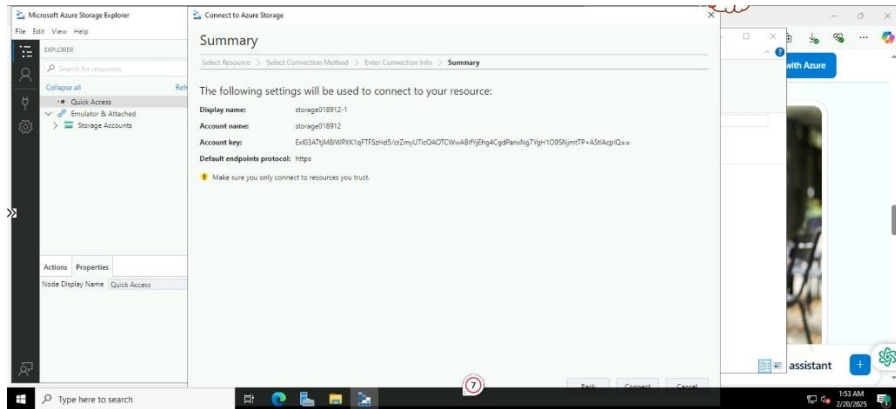 Microsoft Azure Storage Explorer
File Edit View Help
EXPLORER
Search for resources
Collapse all Refr
Quick Access
Emulator & Attached
Storage Accounts
Actions Properties
Node Display Name Quick Access
Connect to Azure Storage
Summary
Select Resource > Select Connection Method > Enter Connection Info > Summary
The following settings will be used to connect to your resource:
Display name: storage018912-1
Account name: storage018912
Account key:
Default endpoints protocol: https
Make sure you only connect to resources you trust.
Back Connect Cancel
with Azure
assistant
7
Type here to search
1:53 AM
2/20/2025